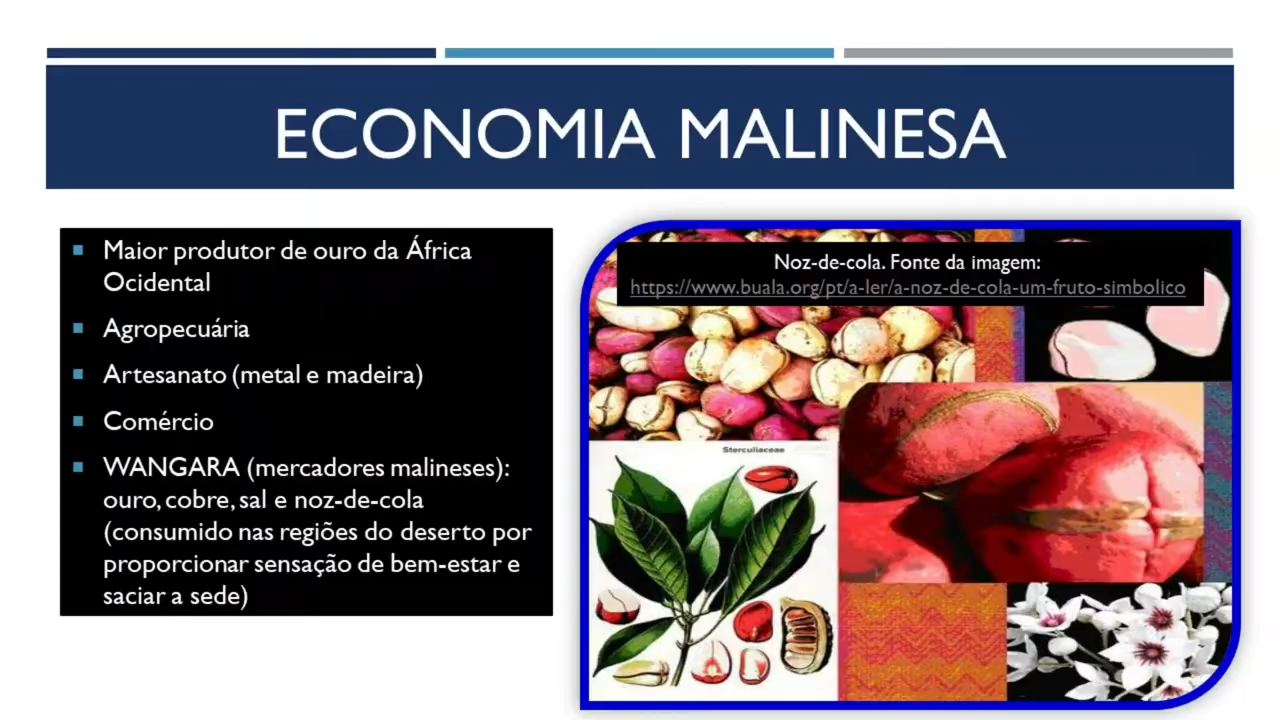 ECONOMIA MALINESA
Maior produtor de ouro da África
Ocidental
Agropecuária
Artesanato (metal e madeira)
Comércio
WANGARA (mercadores malineses):
ouro, cobre, sal e noz-de-cola
(consumido nas regiões do deserto por
proporcionar sensação de bem-estar e
saciar a sede)
Noz-de-cola. Fonte da imagem:
https://www.buala.org/pt/a-ler/a-noz-de-cola-um-fruto-simbolico
Sterculiaceae